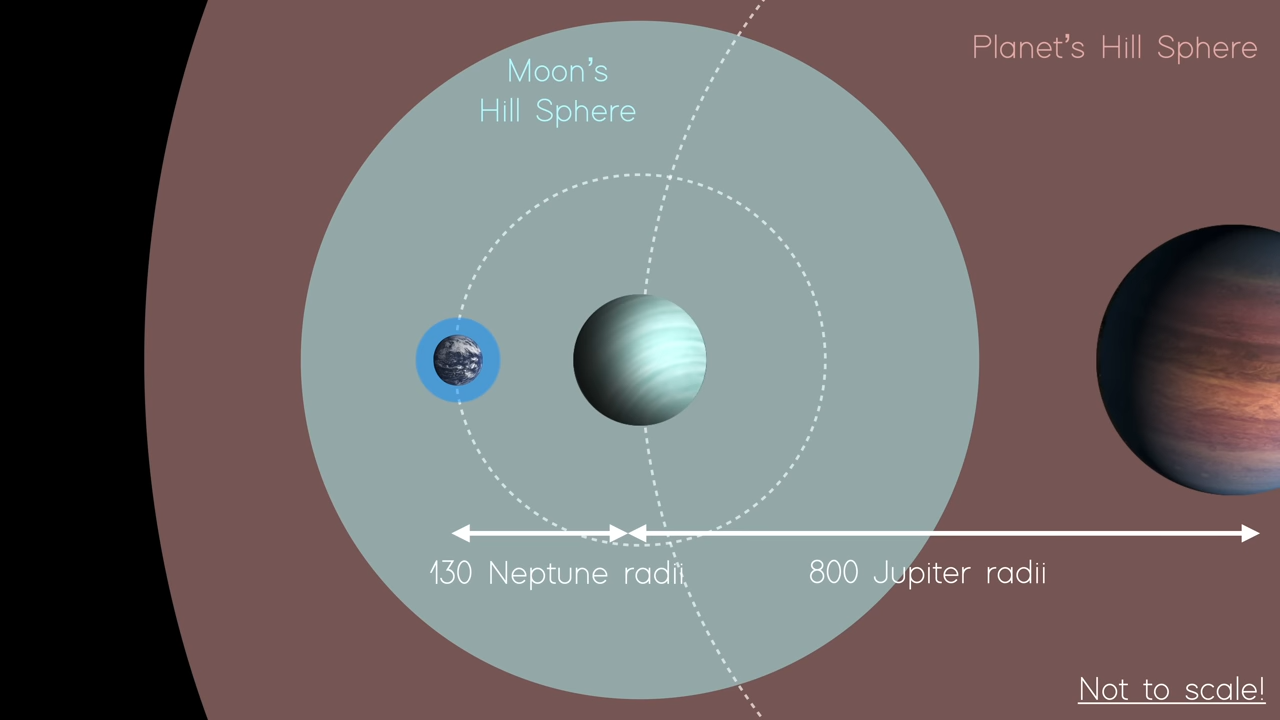 Moon's
Hill Sphere
Planet's Hill Sphere
130 Neptune radii
800 Jupiter radii
Not to scale!